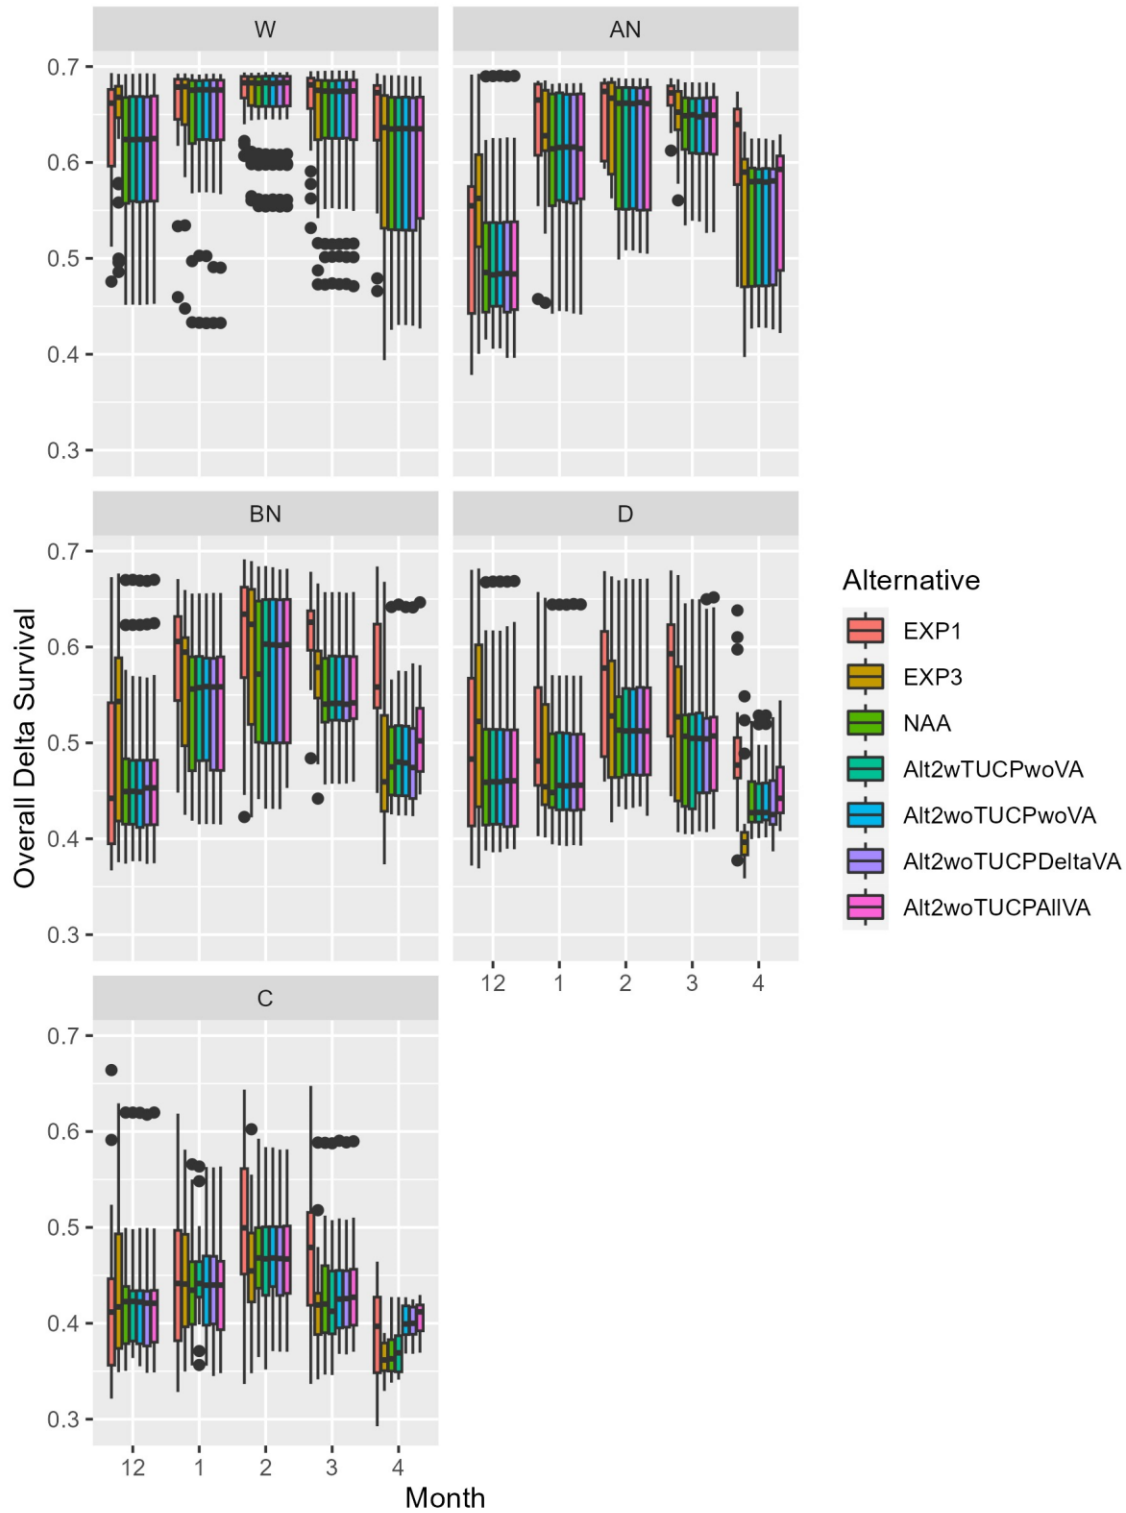 W
AN
0.7
0.6
0.5
0.4
0.3
BN
D
0.7
0.6
0.5
0.4
0.3
12 1 2 3 4
C
0.7
0.6
0.5
0.4
0.3
12 1 2 3 4
Month
Overall Delta Survival
Alternative
EXP1
EXP3
NAA
Alt2wTUCPwoVA
Alt2woTUCPwoVA
Alt2woTUCPDeltaVA
Alt2woTUCPAllVA